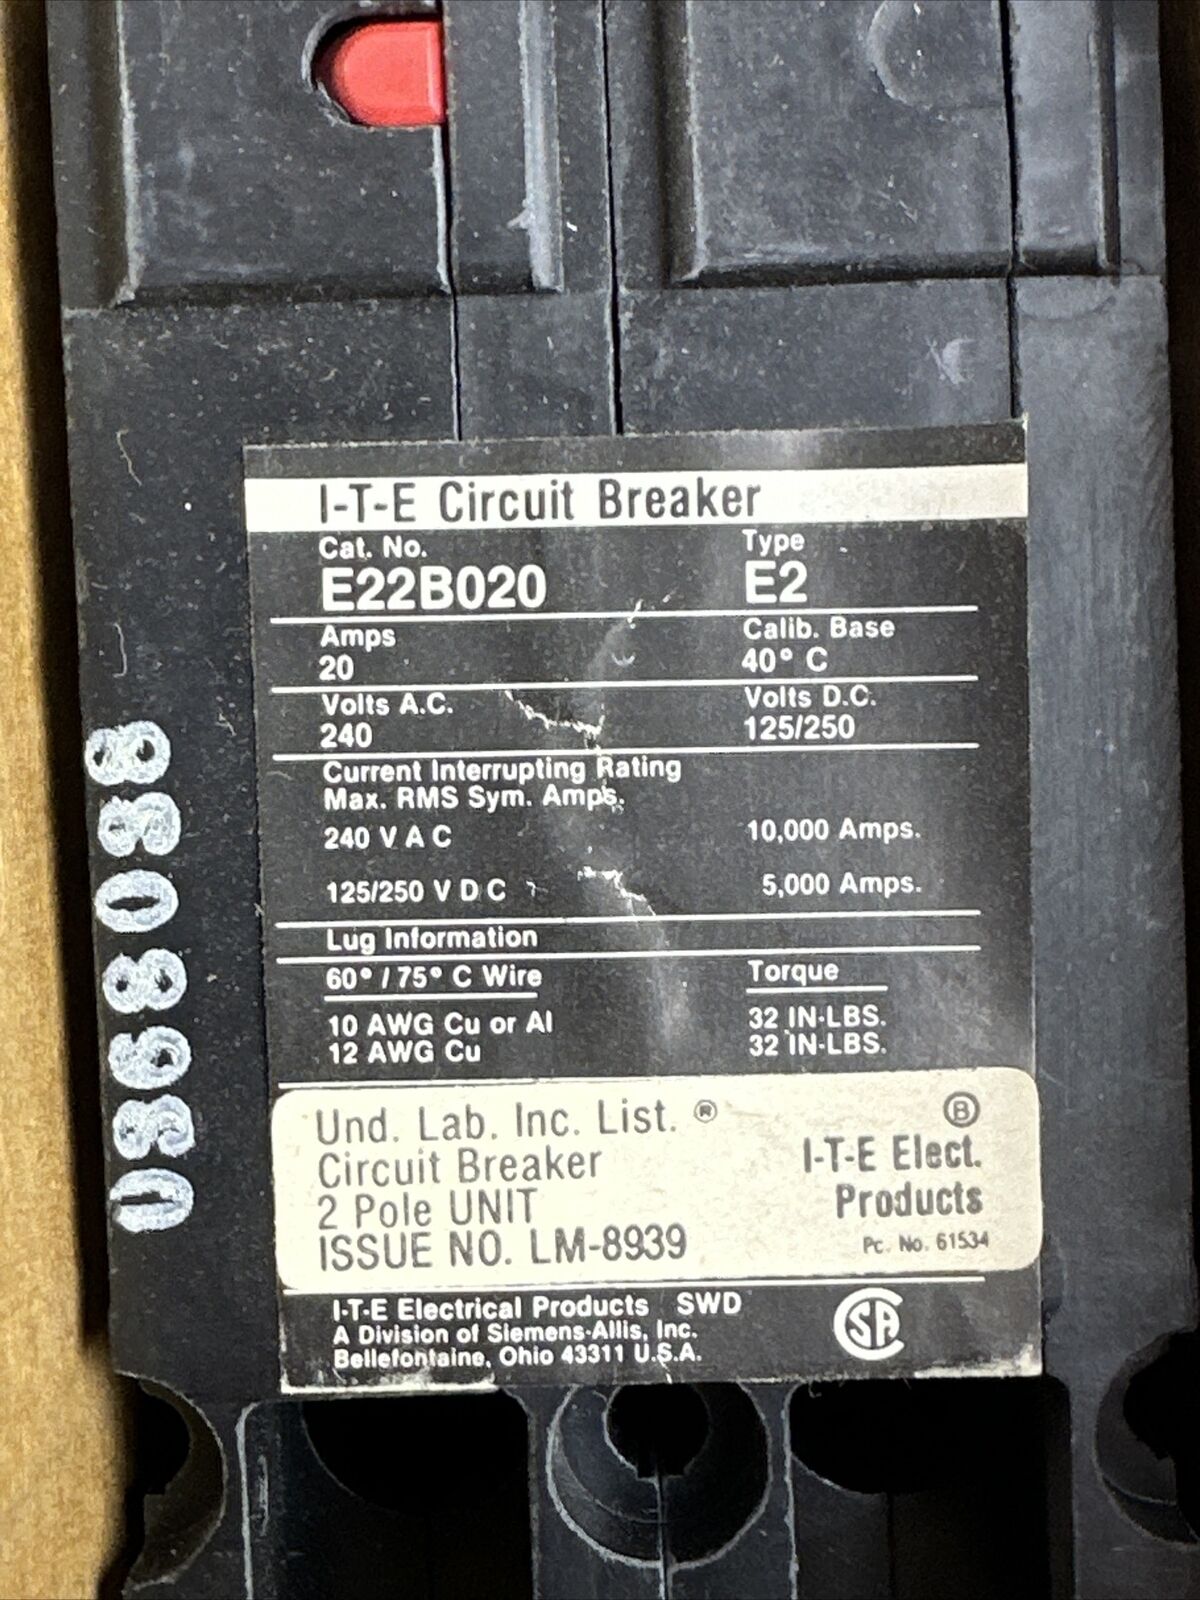 I-T-E Circuit Breaker
Cat. No. Type
E22B020 E2
Amps Calib. Base
20 40° C
Volts A.C. Volts D.C.
240 125/250
Current Interrupting Rating
Max. RMS Sym. Amps.
240 V A C 10,000 Amps.
125/250 V D C 5,000 Amps.
Lug Information
60° / 75° C Wire Torque
10 AWG Cu or Al 32 IN-LBS.
12 AWG Cu 32 IN-LBS.
Und. Lab. Inc. List. ® B
Circuit Breaker I-T-E Elect.
2 Pole UNIT Products
ISSUE NO. LM-8939 Pc. No. 61534
I-T-E Electrical Products SWD
A Division of Siemens-Allis, Inc.
Bellefontaine, Ohio 43311 U.S.A.
SA